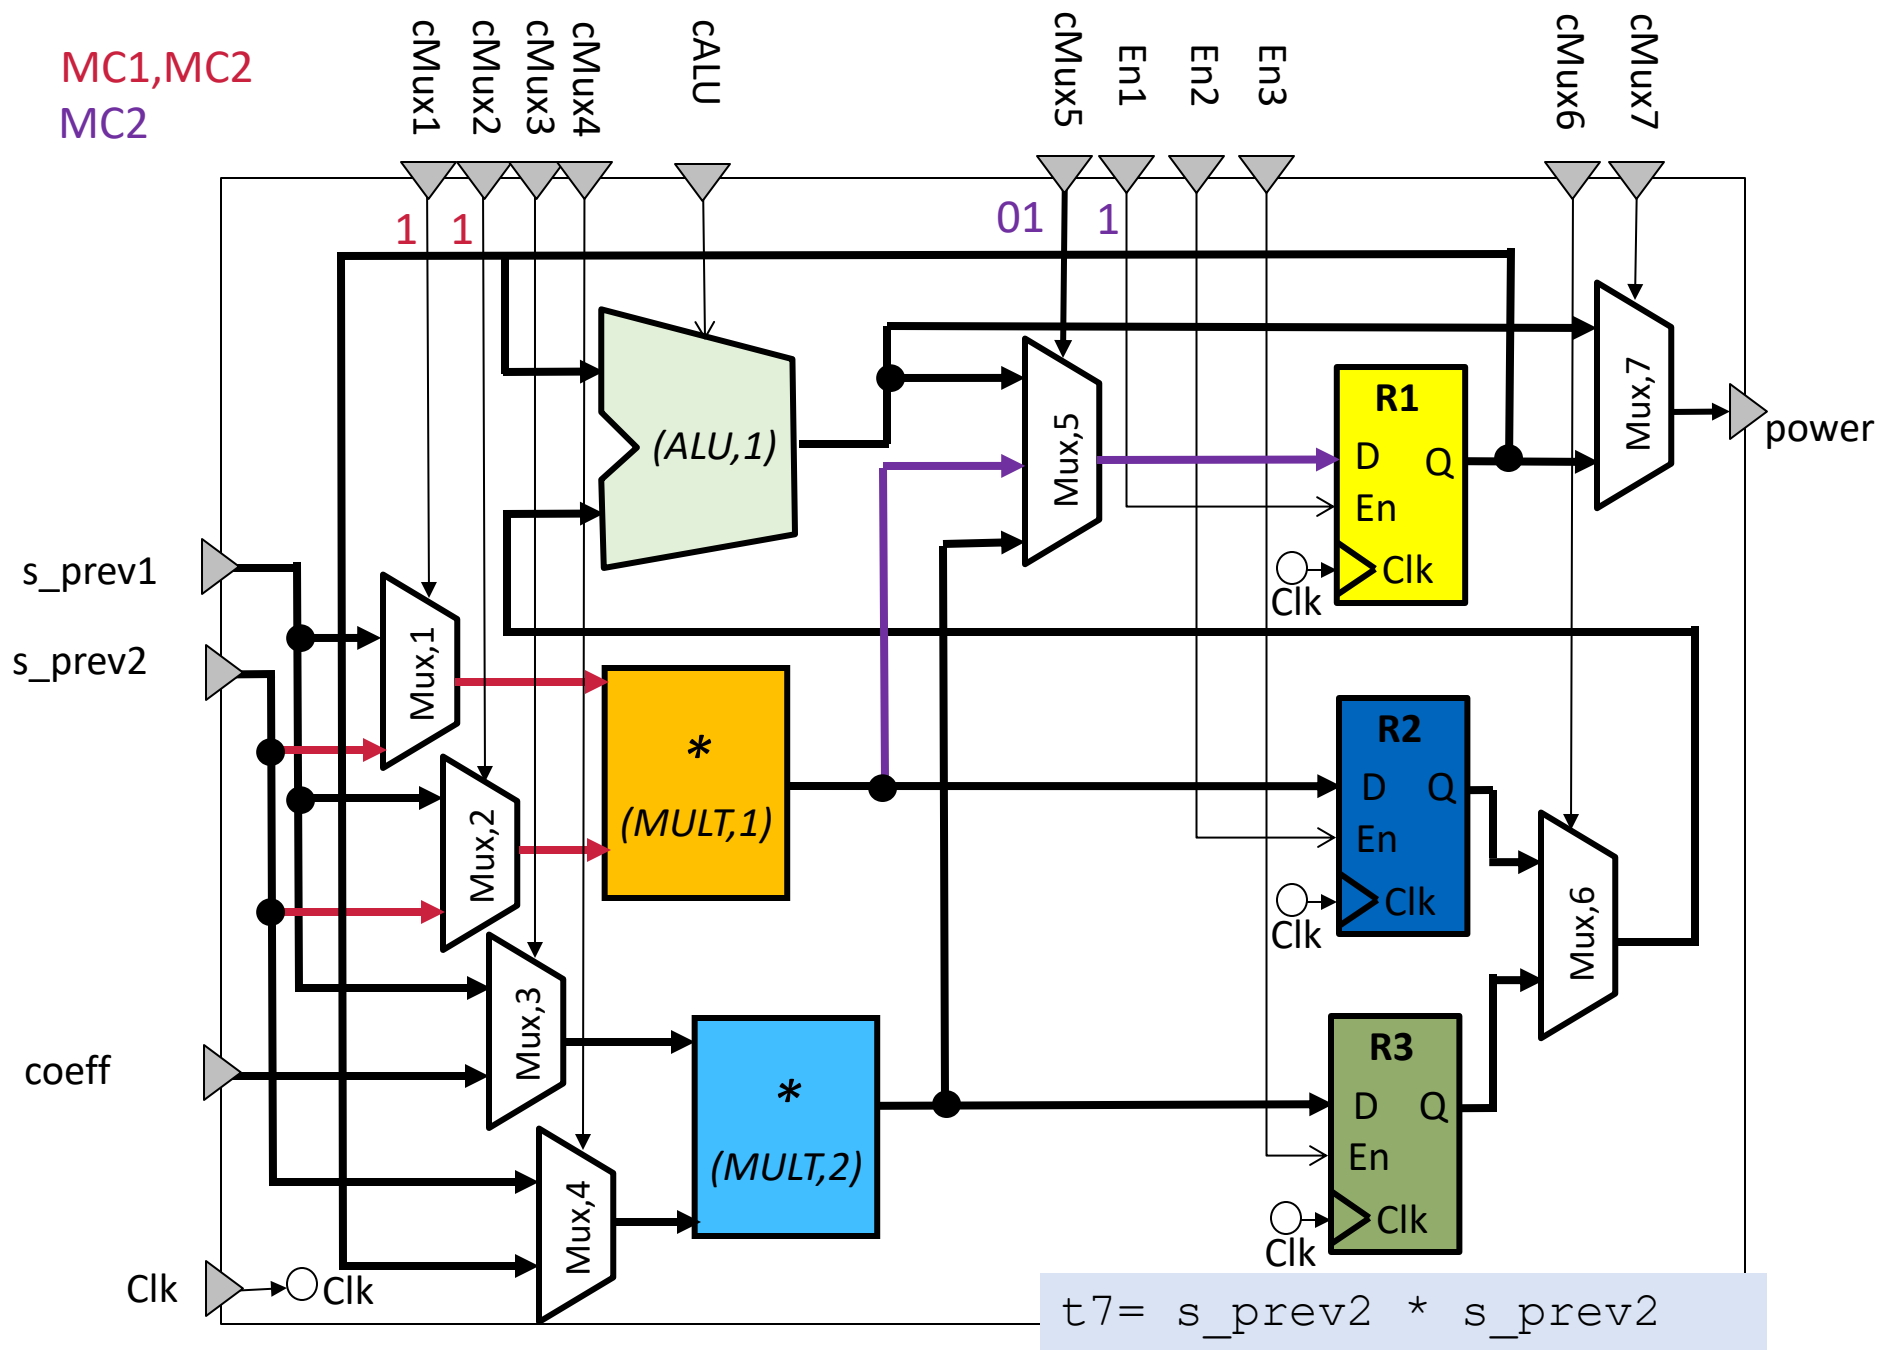 MC1,MC2
MC2
cMux1
cMux2
cMux3
cMux4
cALU
cMux5
En1
En2
En3
cMux6
cMux7
1
1
01
1
(ALU,1)
Mux,5
R1
D
Q
En
Clk
Clk
Mux,7
power
s_prev1
s_prev2
Mux,1
Mux,2
*
(MULT,1)
R2
D
Q
En
Clk
Clk
Mux,6
coeff
Mux,3
Mux,4
*
(MULT,2)
R3
D
Q
En
Clk
Clk
Clk
Clk
t7= s_prev2 * s_prev2